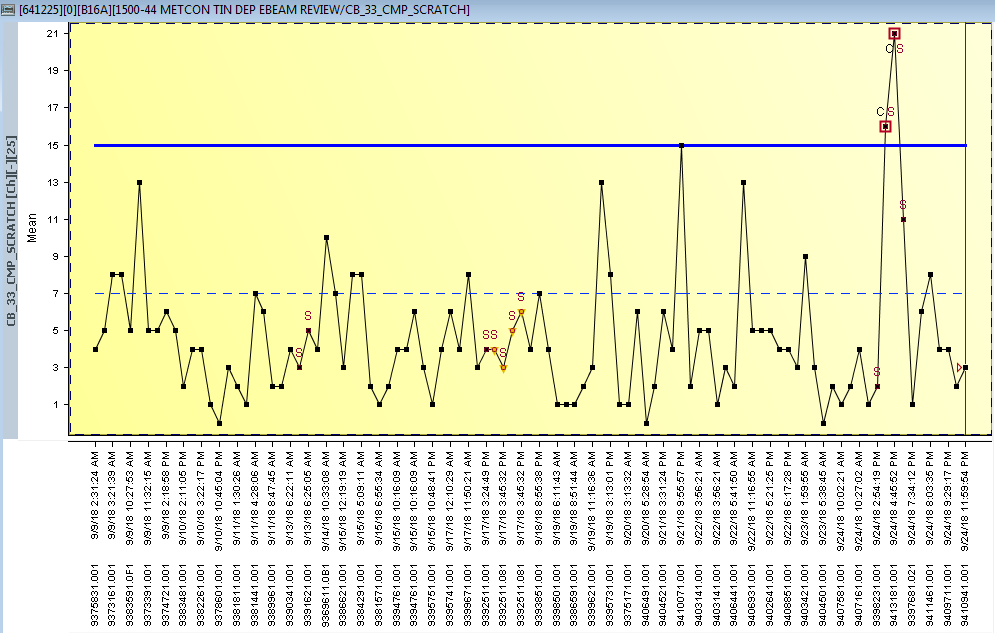 [641225][0][B16A][1500-44 METCON TIN DEP EBEAM REVIEW/CB_33_CMP_SCRATCH]
CB_33_CMP_SCRATCH [Ch][-][25]
Mean
21
19
17
15
13
11
9
7
5
3
1
C S
C S
S
S
S
S
S
S
S
S
S
S
9/9/18 2:31:24 AM
9/9/18 3:21:39 AM
9/9/18 10:27:53 AM
9/9/18 11:32:15 AM
9/9/18 2:18:58 PM
9/10/18 2:11:05 PM
9/10/18 3:22:17 PM
9/10/18 10:45:04 PM
9/11/18 1:30:26 AM
9/11/18 4:28:06 AM
9/11/18 8:47:45 AM
9/13/18 6:22:11 AM
9/13/18 6:25:05 AM
9/14/18 10:33:08 AM
9/15/18 12:19:19 AM
9/15/18 5:09:11 AM
9/15/18 6:55:34 AM
9/15/18 10:16:09 AM
9/15/18 10:16:09 AM
9/15/18 10:48:41 PM
9/17/18 12:10:29 AM
9/17/18 11:50:21 AM
9/17/18 3:24:49 PM
9/17/18 3:45:32 PM
9/17/18 3:45:32 PM
9/18/18 8:55:38 PM
9/19/18 6:11:43 AM
9/19/18 8:51:44 AM
9/19/18 11:16:36 AM
9/19/18 3:13:01 PM
9/20/18 3:13:32 AM
9/20/18 5:28:54 AM
9/21/18 3:31:24 PM
9/21/18 3:55:57 PM
9/22/18 3:56:21 AM
9/22/18 3:56:21 AM
9/22/18 5:41:50 AM
9/22/18 11:16:55 AM
9/22/18 5:21:25 PM
9/22/18 6:17:28 PM
9/23/18 1:59:55 AM
9/23/18 5:38:45 AM
9/24/18 10:02:21 AM
9/24/18 10:27:02 AM
9/24/18 2:54:19 PM
9/24/18 4:45:52 PM
9/24/18 7:34:12 PM
9/24/18 8:03:35 PM
9/24/18 9:29:17 PM
9/24/18 11:59:54 PM
9375831.001
9373161.001
9383591.0F1
9373391.001
9374721.001
9383481.001
9382261.001
9378601.001
9381811.001
9381441.001
9389961.001
9390341.001
9391621.001
9369611.0B1
9386621.001
9384291.001
9381571.001
9394761.001
9394761.001
9395751.001
9395741.001
9399671.001
9392511.001
9392511.081
9392511.081
9393851.001
9398501.001
9386591.001
9399621.001
9395731.001
9375171.001
9406491.001
9404521.001
9410071.001
9403141.001
9403141.001
9406441.001
9406901.001
9402641.001
9408851.001
9403421.001
9404501.001
9407581.001
9407161.001
9398231.001
9413181.001
9397681.021
9411461.001
9409711.001
9410941.001